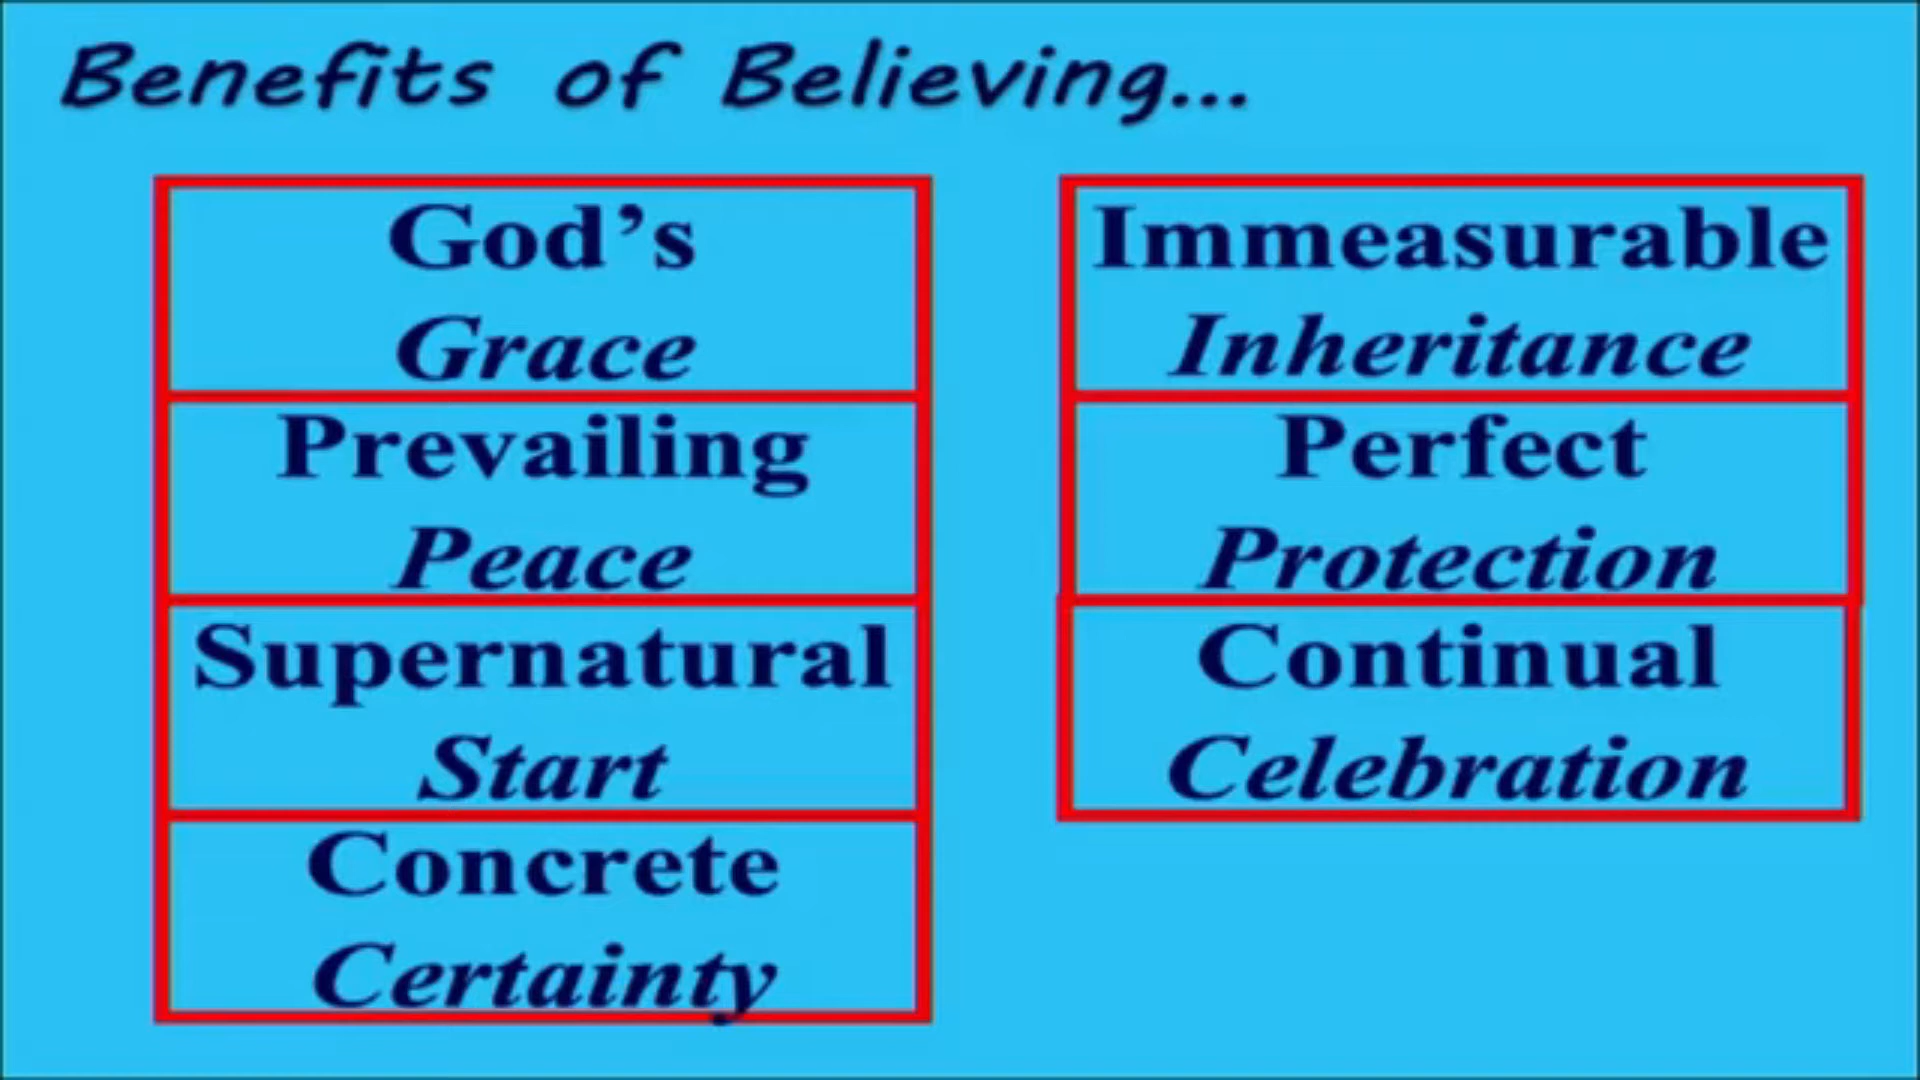 Benefits of Believing...
God’s
Grace
Prevailing
Peace
Supernatural
Start
Concrete
Certainty
Immeasurable
Inheritance
Perfect
Protection
Continual
Celebration